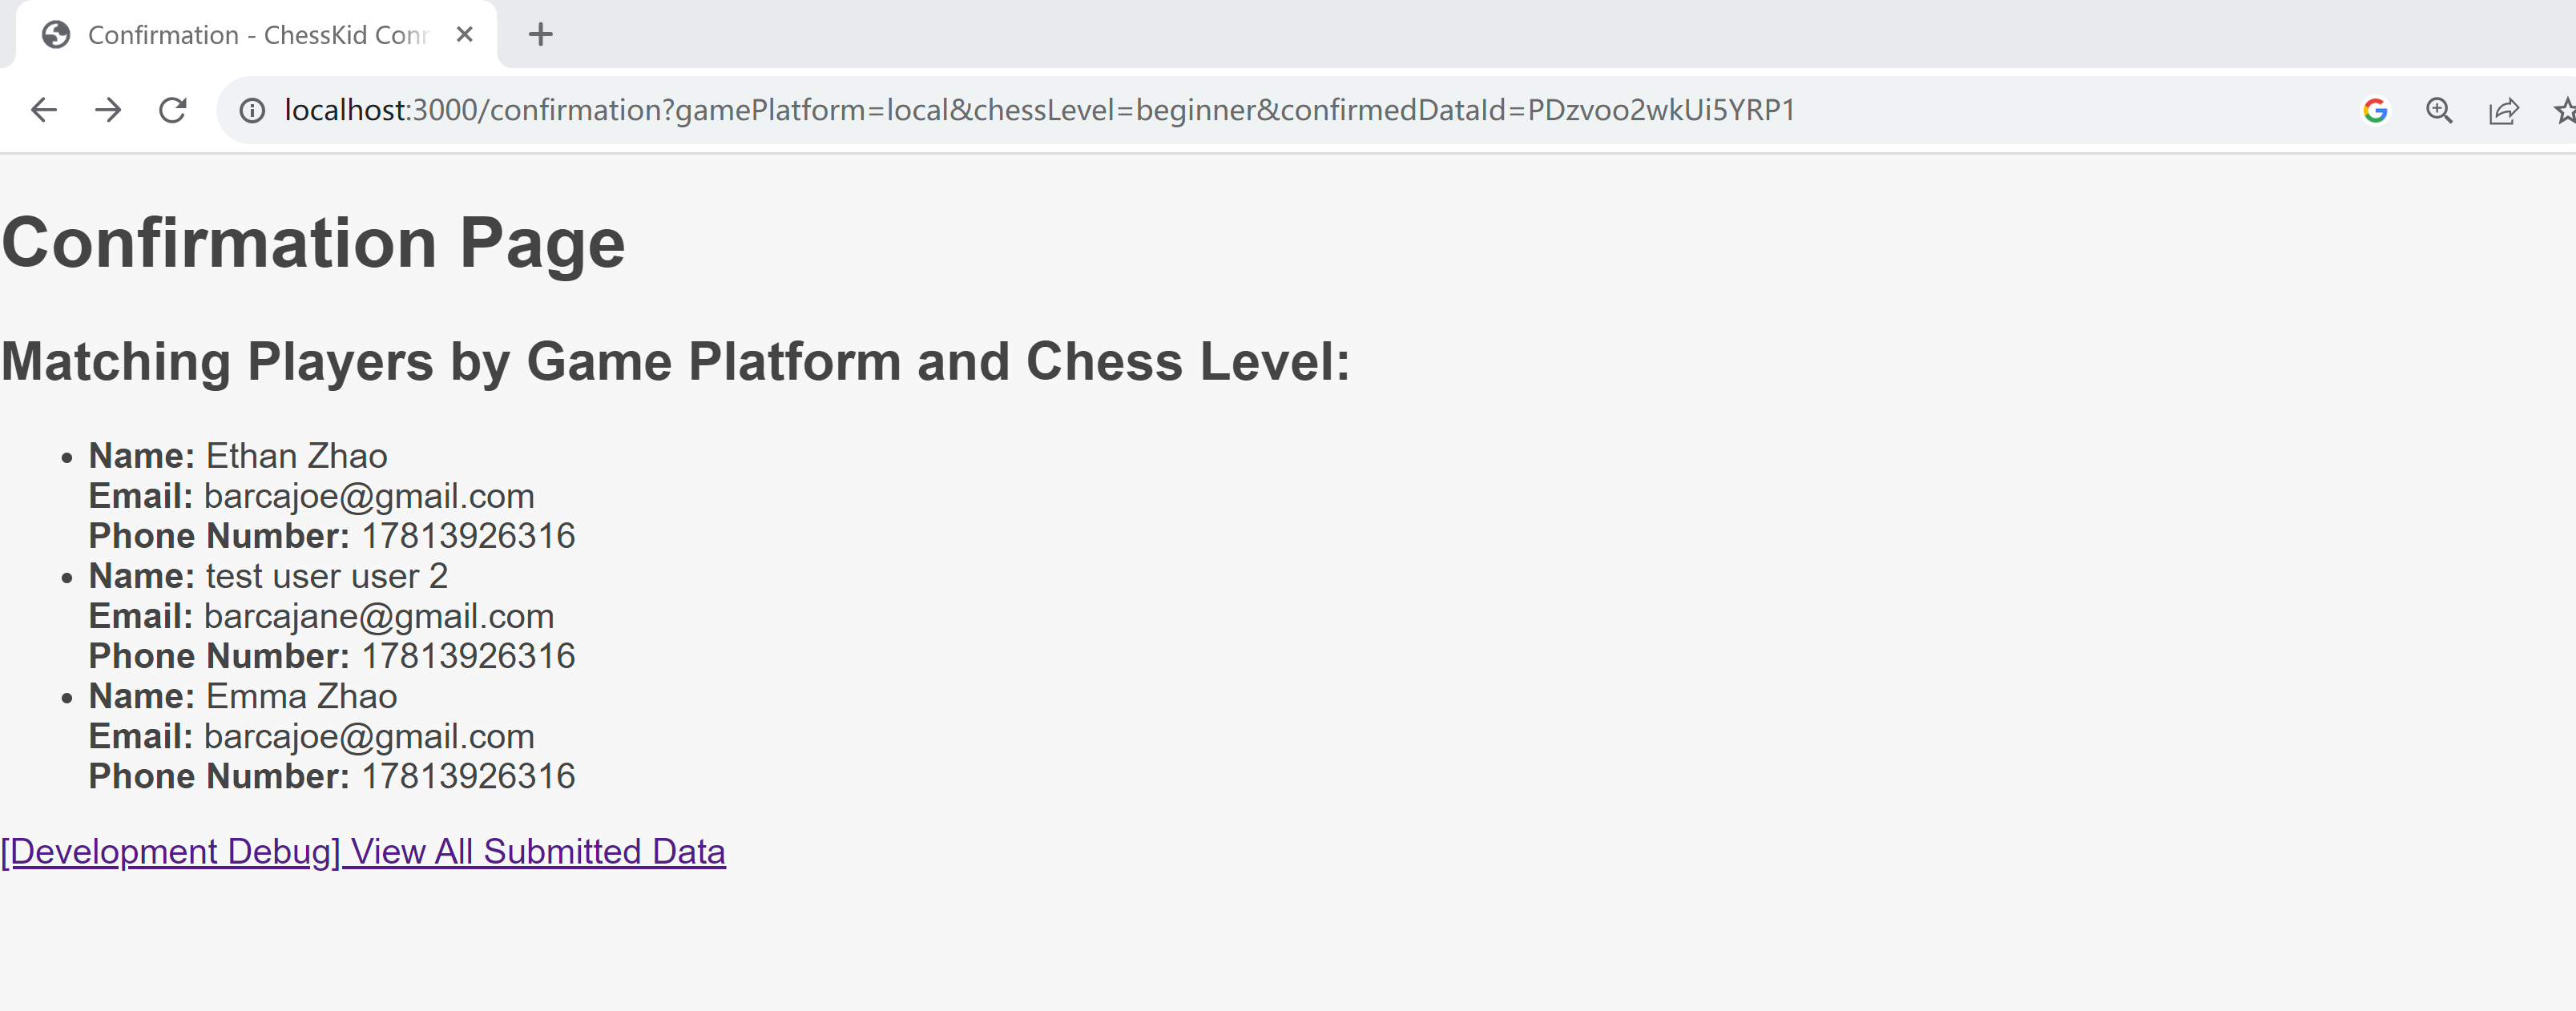 Confirmation - ChessKid Con
localhost:3000/confirmation?gamePlatform=local&chessLevel=beginner&confirmedDataId=PDzvoo2wkUi5YRP1
Confirmation Page
Matching Players by Game Platform and Chess Level:
• Name: Ethan Zhao
Email: barcajoe@gmail.com
Phone Number: 17813926316
• Name: test user user 2
Email: barcajane@gmail.com
Phone Number: 17813926316
• Name: Emma Zhao
Email: barcajoe@gmail.com
Phone Number: 17813926316
[Development Debug] View All Submitted Data